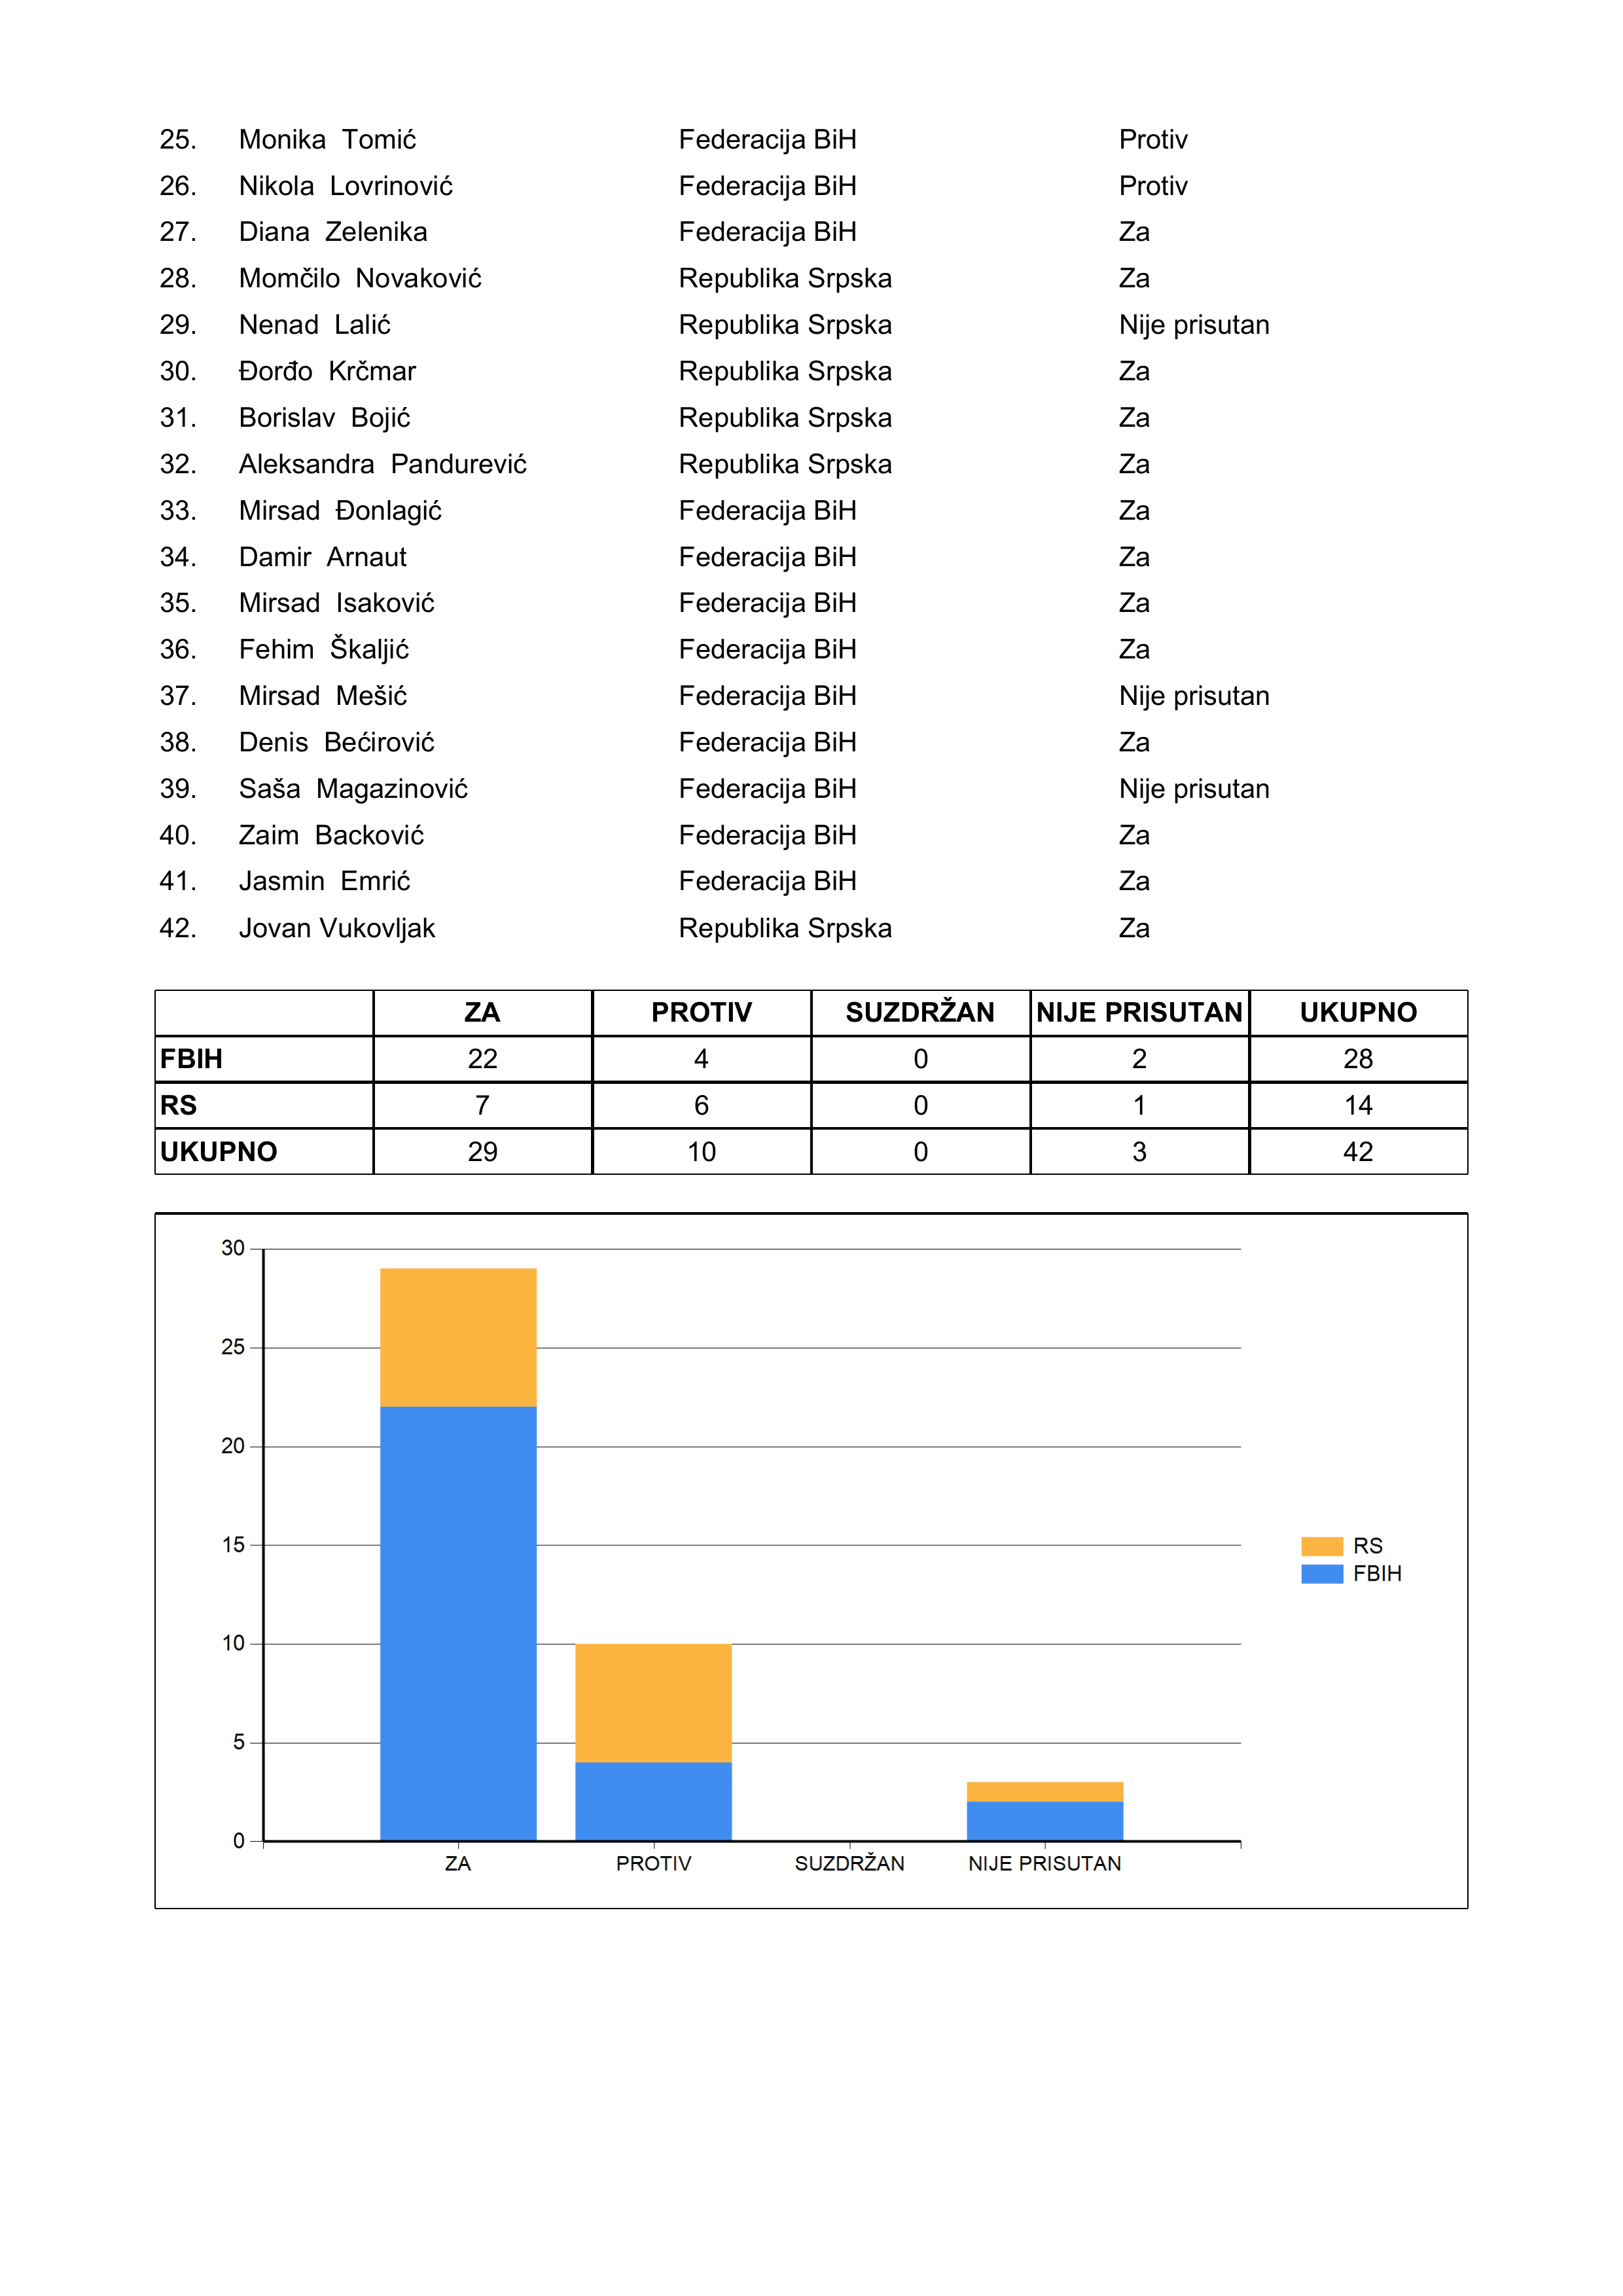 25. Monika Tomić Federacija BiH Protiv
26. Nikola Lovrinović Federacija BiH Protiv
27. Diana Zelenika Federacija BiH Za
28. Momčilo Novaković Republika Srpska Za
29. Nenad Lalić Republika Srpska Nije prisutan
30. Đorđo Krčmar Republika Srpska Za
31. Borislav Bojić Republika Srpska Za
32. Aleksandra Pandurević Republika Srpska Za
33. Mirsad Đonlagić Federacija BiH Za
34. Damir Arnaut Federacija BiH Za
35. Mirsad Isaković Federacija BiH Za
36. Fehim Škaljić Federacija BiH Za
37. Mirsad Mešić Federacija BiH Nije prisutan
38. Denis Bećirović Federacija BiH Za
39. Saša Magazinović Federacija BiH Nije prisutan
40. Zaim Backović Federacija BiH Za
41. Jasmin Emrić Federacija BiH Za
42. Jovan Vukovljak Republika Srpska Za
ZA PROTIV SUZDRŽAN NIJE PRISUTAN UKUPNO
FBIH 22 4 0 2 28
RS 7 6 0 1 14
UKUPNO 29 10 0 3 42
30
25
20
15
10
5
0
ZA PROTIV SUZDRŽAN NIJE PRISUTAN
RS
FBIH